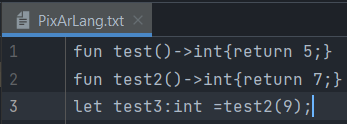 PixArLang.txt
1 fun test()->int{return 5;}
2 fun test2()->int{return 7;}
3 let test3:int =test2(9);